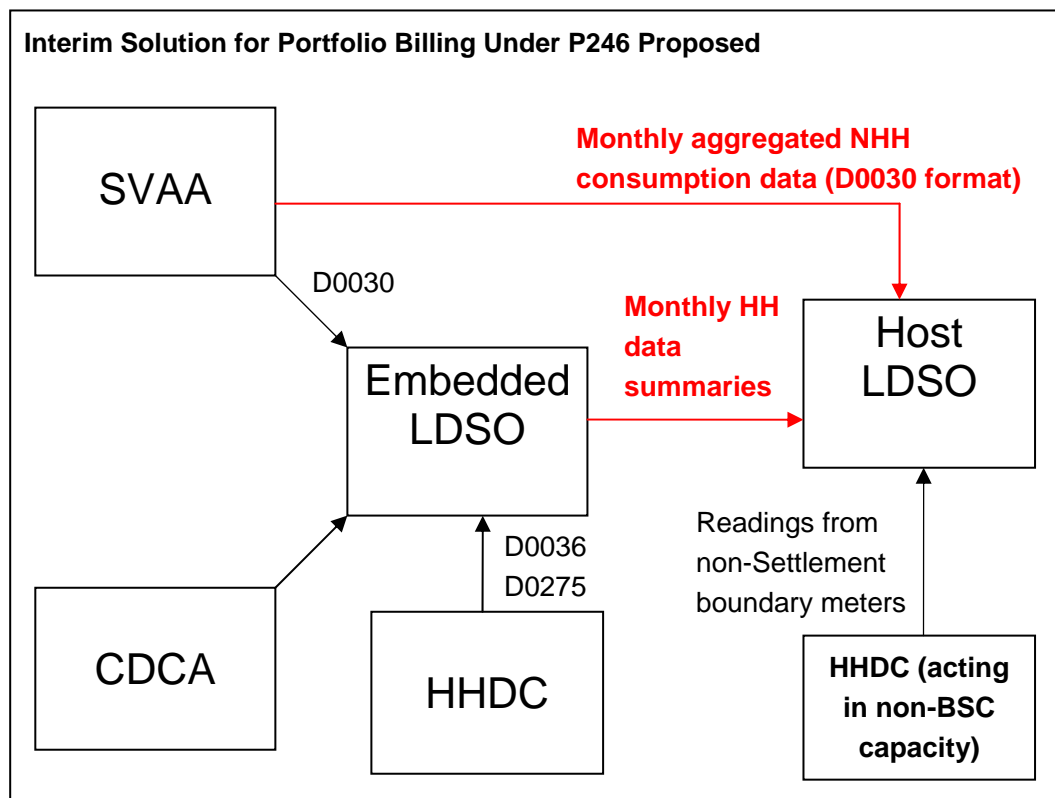 Interim Solution for Portfolio Billing Under P246 Proposed
SVAA
Monthly aggregated NHH
consumption data (D0030 format)
D0030
Monthly HH
data
summaries
Embedded
LDSO
Host
LDSO
D0036
D0275
Readings from
non-Settlement
boundary meters
CDCA
HHDC
HHDC (acting
in non-BSC
capacity)